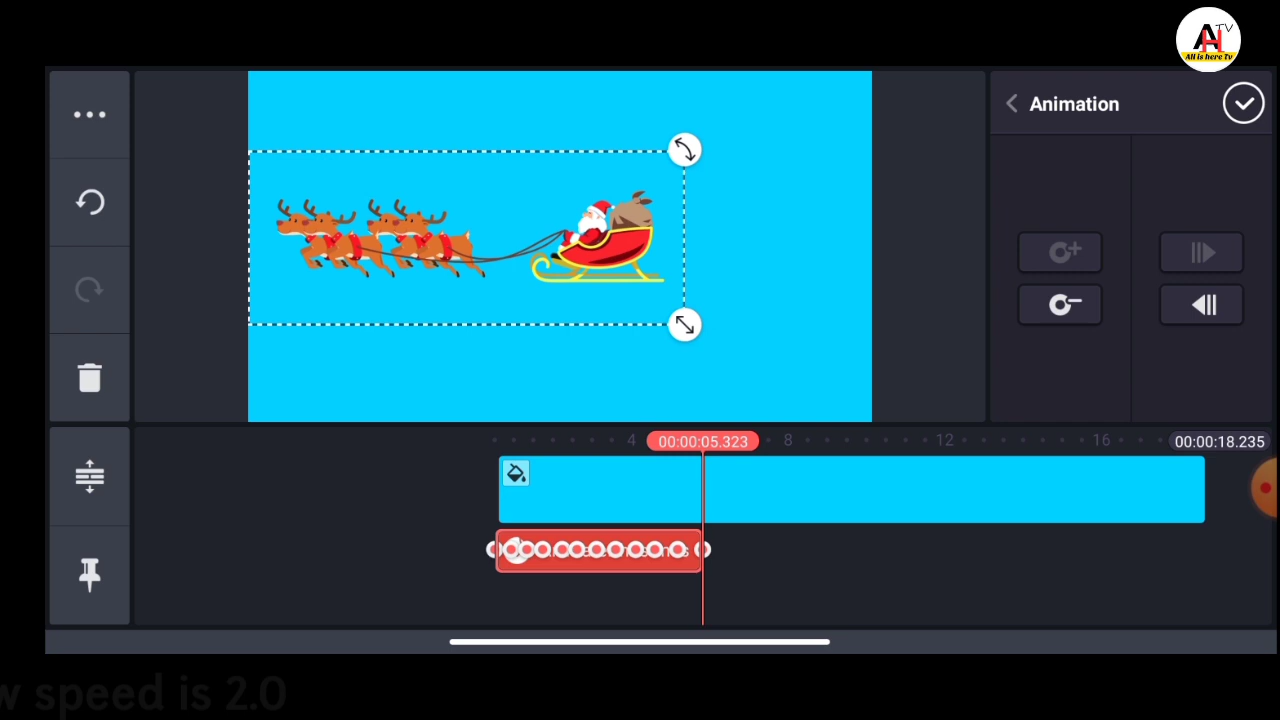 TV
AH
All is here Tv
Animation
4
00:00:05.323
8
12
16
00:00:18.235
w speed is 2.0